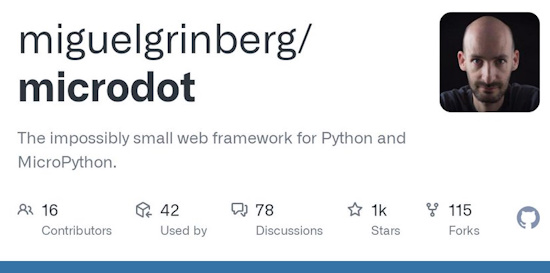 miguelgrinberg/
microdot
The impossibly small web framework for Python and
MicroPython.
16 42 78 1k 115
Contributors Used by Discussions Stars Forks